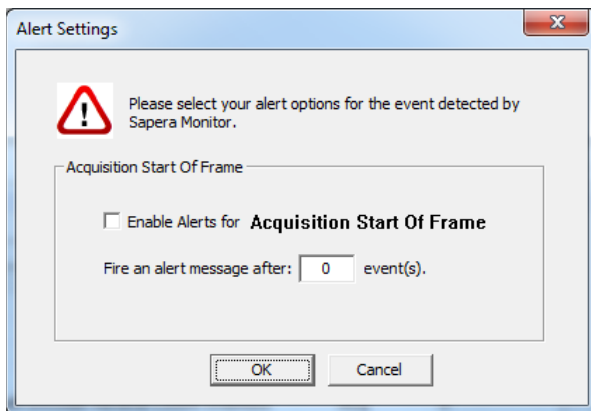 Alert Settings
Please select your alert options for the event detected by
Sapera Monitor.
Acquisition Start Of Frame
Enable Alerts for Acquisition Start Of Frame
Fire an alert message after: 0 event(s).
OK Cancel